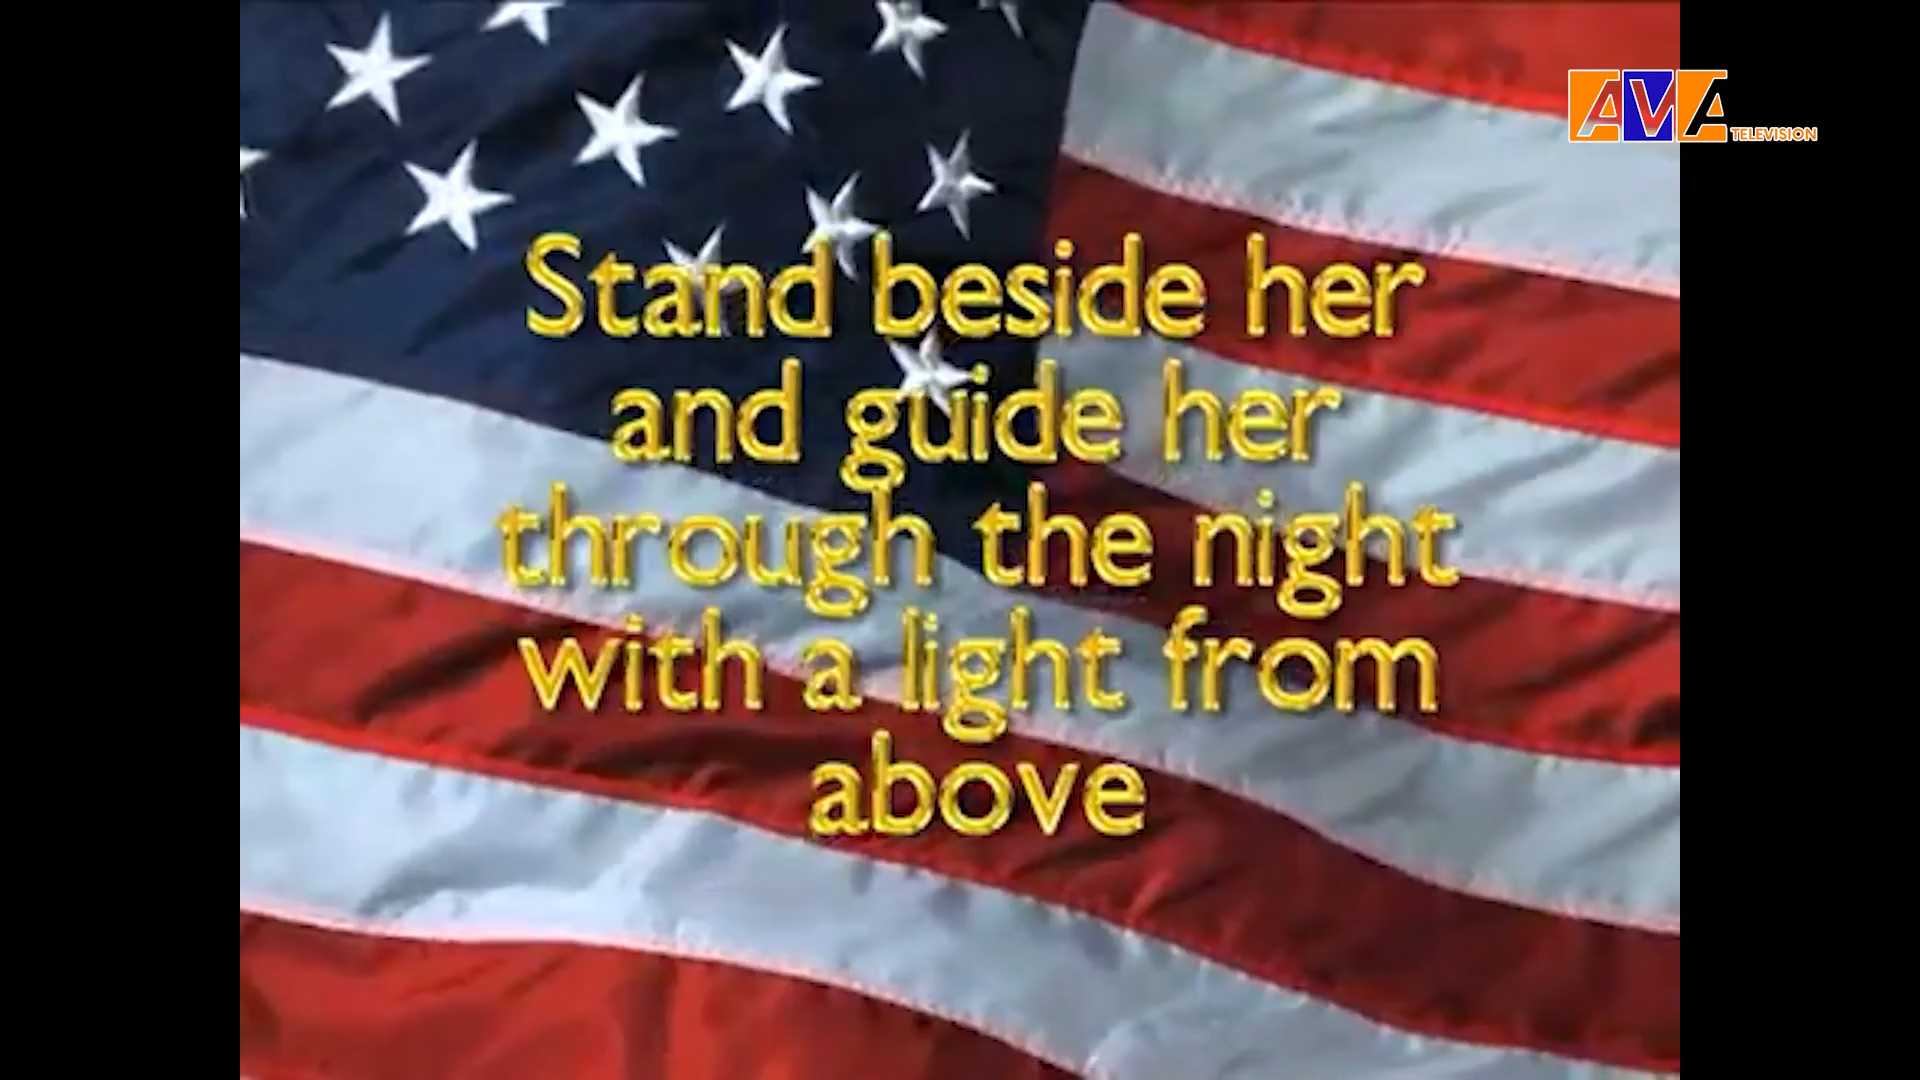 AVA TELEVISION
Stand beside her
and guide her
through the night
with a light from
above